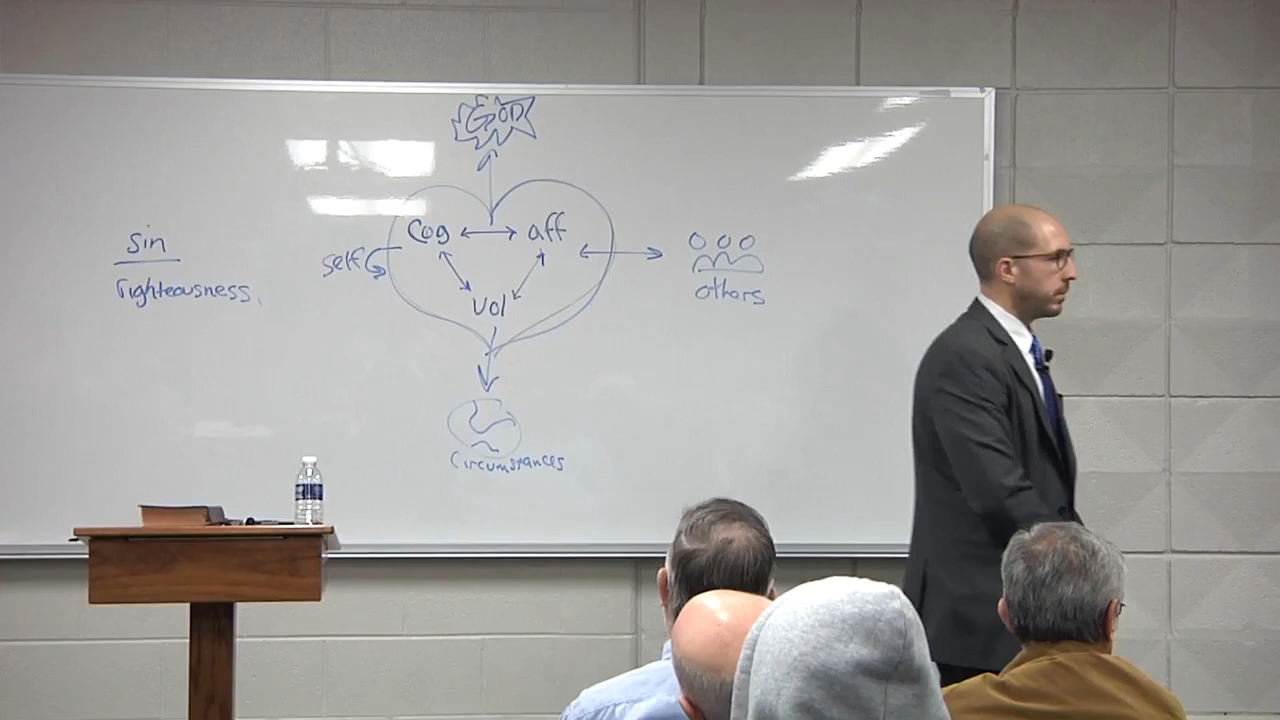 GOD
Cog aff
sin
self
righteousness
vol
others
Circumstances